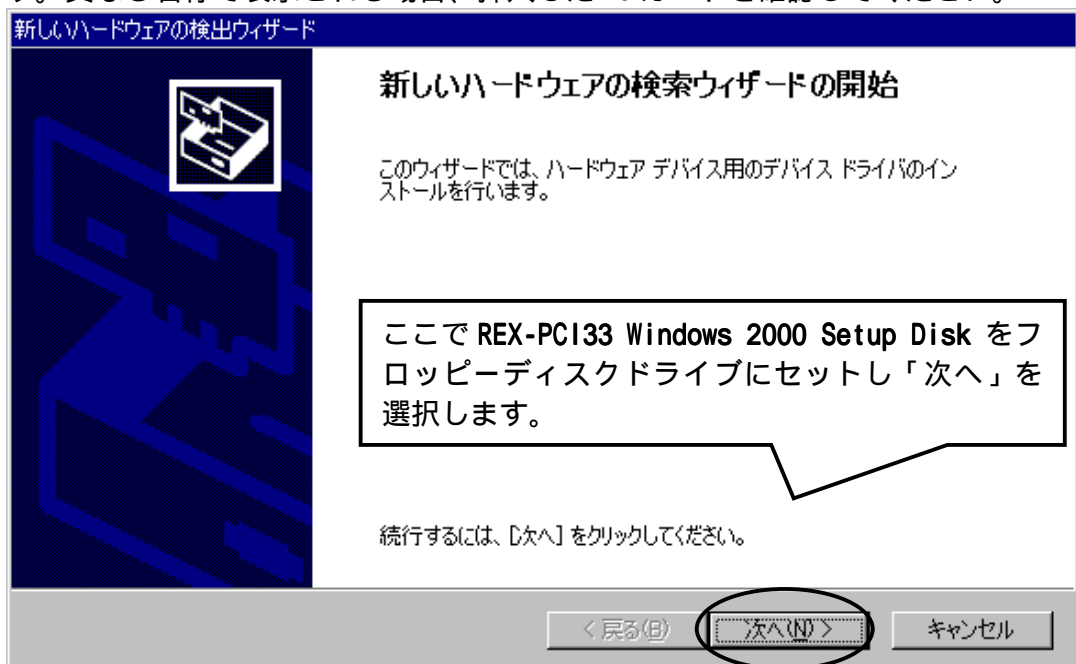 新しいハードウェアの検出ウィザード
新しいハードウェアの検索ウィザードの開始
このウィザードでは、ハードウェア デバイス用のデバイス ドライバのイン
ストールを行います。
ここで REX-PCI33 Windows 2000 Setup Disk をフ
ロッピーディスクドライブにセットし「次へ」を
選択します。
続行するには、[次へ] をクリックしてください。
< 戻る(B)
次へ(N) >
キャンセル